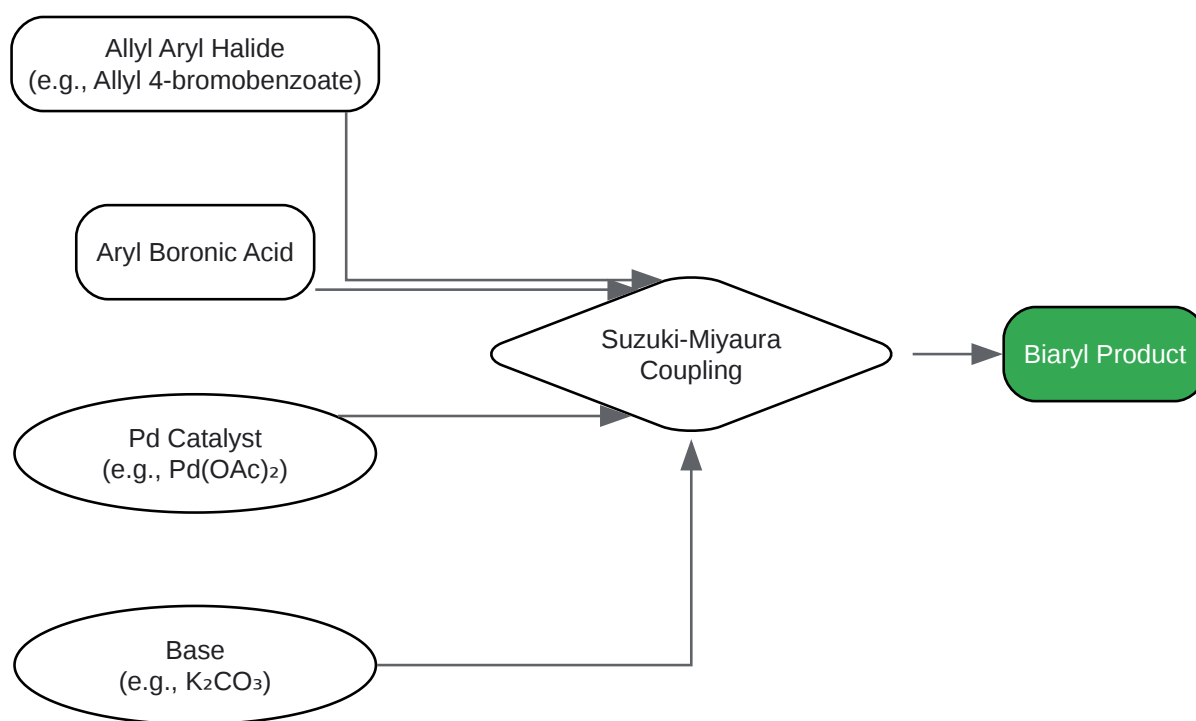 Allyl Aryl Halide
(e.g., Allyl 4-bromobenzoate)
Aryl Boronic Acid
Suzuki-Miyaura
Coupling
Biaryl Product
Pd Catalyst
(e.g., Pd(OAc)₂)
Base
(e.g., K₂CO₃)